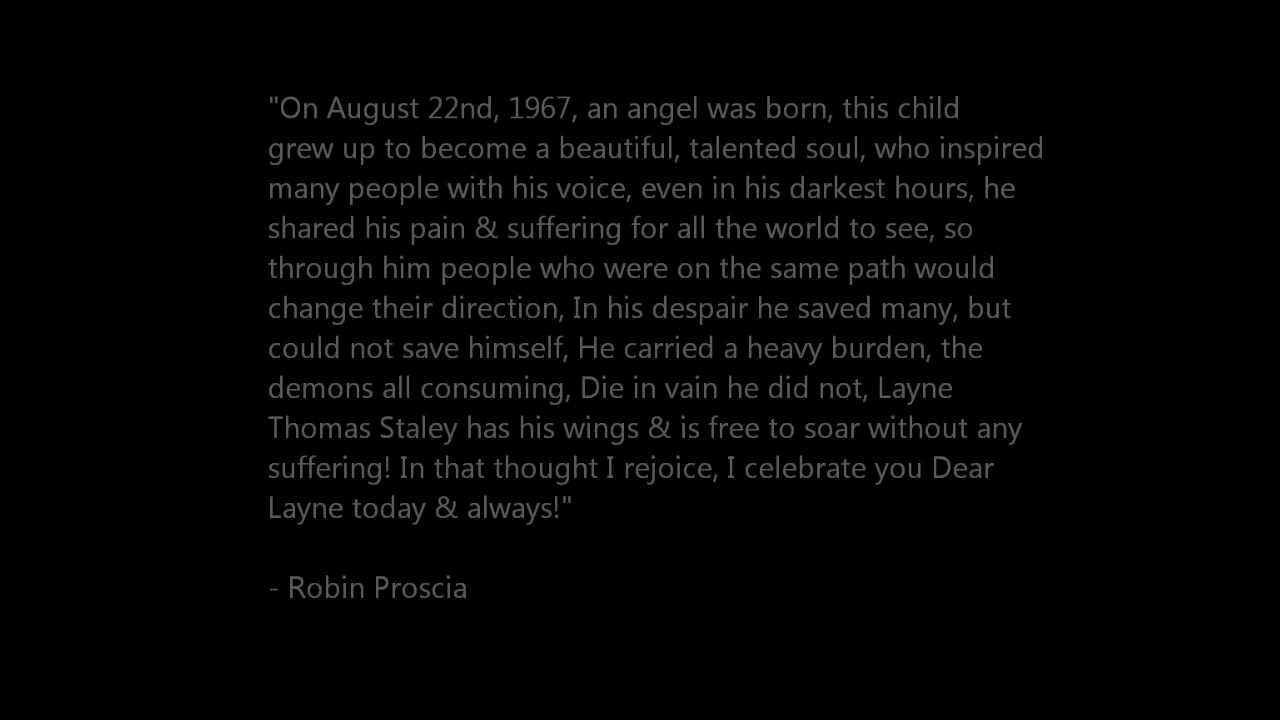 "On August 22nd, 1967, an angel was born, this child
grew up to become a beautiful, talented soul, who inspired
many people with his voice, even in his darkest hours, he
shared his pain & suffering for all the world to see, so
through him people who were on the same path would
change their direction, In his despair he saved many, but
could not save himself, He carried a heavy burden, the
demons all consuming, Die in vain he did not, Layne
Thomas Staley has his wings & is free to soar without any
suffering! In that thought I rejoice, I celebrate you Dear
Layne today & always!"
- Robin Proscia